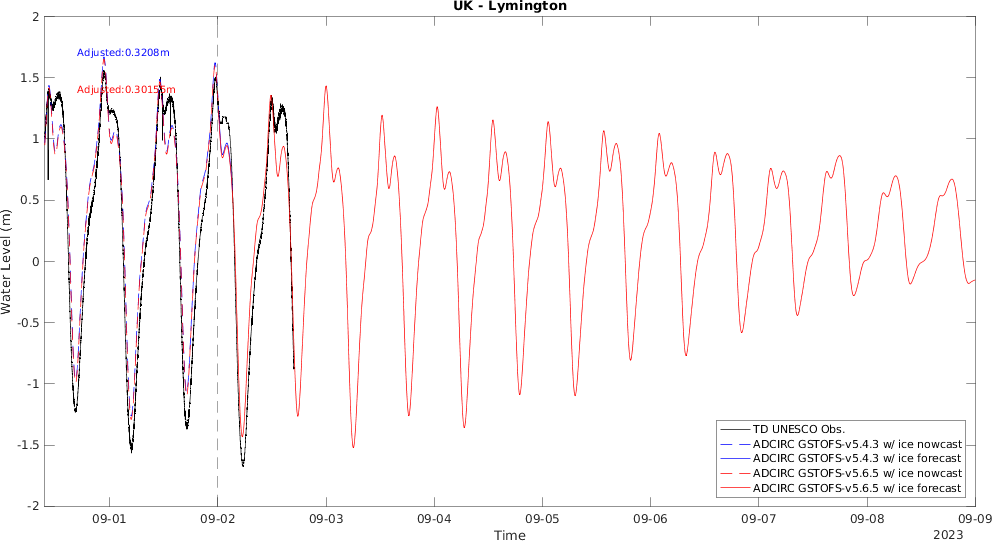 UK - Lymington
Adjusted:0.3208m
Adjusted:0.30155m
Water Level (m)
2
1.5
1
0.5
0
-0.5
-1
-1.5
-2
TD UNESCO Obs.
ADCIRC GSTOFS-v5.4.3 w/ ice nowcast
ADCIRC GSTOFS-v5.4.3 w/ ice forecast
ADCIRC GSTOFS-v5.6.5 w/ ice nowcast
ADCIRC GSTOFS-v5.6.5 w/ ice forecast
09-01 09-02 09-03 09-04 09-05 09-06 09-07 09-08 09-09
Time
2023